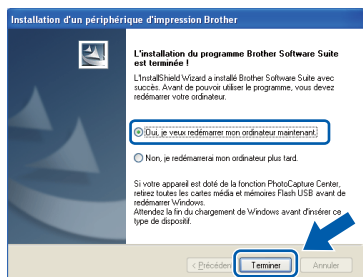 Installation d'un périphérique d'impression Brother
L'installation du programme Brother Software Suite
est terminée !
L'InstallShield Wizard a installé Brother Software Suite avec
succès. Avant de pouvoir utiliser le programme, vous devez
redémarrer votre ordinateur.
Oui, je veux redémarrer mon ordinateur maintenant.
Non, je redémarrerai mon ordinateur plus tard.
Si votre appareil est doté de la fonction PhotoCapture Center,
retirez toutes les cartes média et mémoires Flash USB avant de
redémarrer Windows.
Attendez la fin du chargement de Windows avant d'insérer ce
type de dispositif.
< Précéden Terminer Annuler